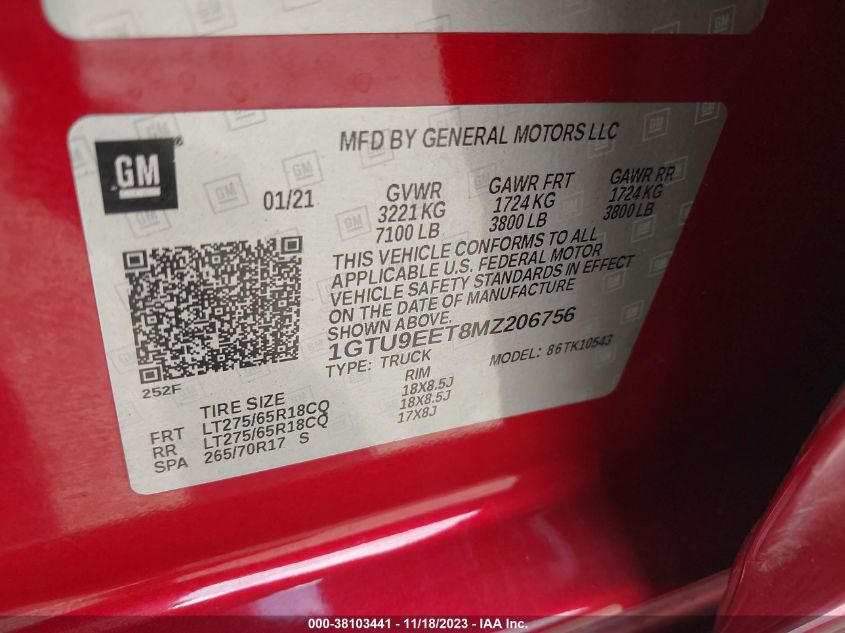 GM
MFD BY GENERAL MOTORS LLC
01/21
GVWR
3221 KG
7100 LB
GAWR FRT
1724 KG
3800 LB
GAWR RR
1724 KG
3800 LB
THIS VEHICLE CONFORMS TO ALL
APPLICABLE U.S. FEDERAL MOTOR
VEHICLE SAFETY STANDARDS IN EFFECT
ON THE DATE OF MANUFACTURE
SHOWN ABOVE.
1GTU9EET8MZ206756
TYPE: TRUCK
MODEL: 86TK10543
252F
TIRE SIZE
RIM
FRT LT275/65R18CQ 18X8.5J
RR LT275/65R18CQ 18X8.5J
SPA 265/70R17 S 17X8J
000-38103441 - 11/18/2023 - IAA Inc.